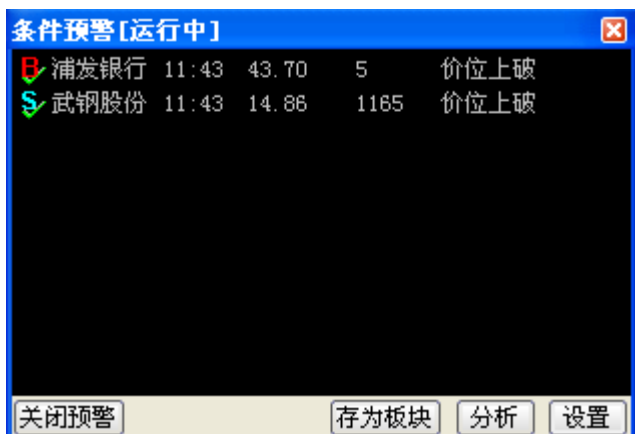 条件预警[运行中]
B 浦发银行 11:43 43.70 5 价位上破
S 武钢股份 11:43 14.86 1165 价位上破
关闭预警 存为板块 分析 设置